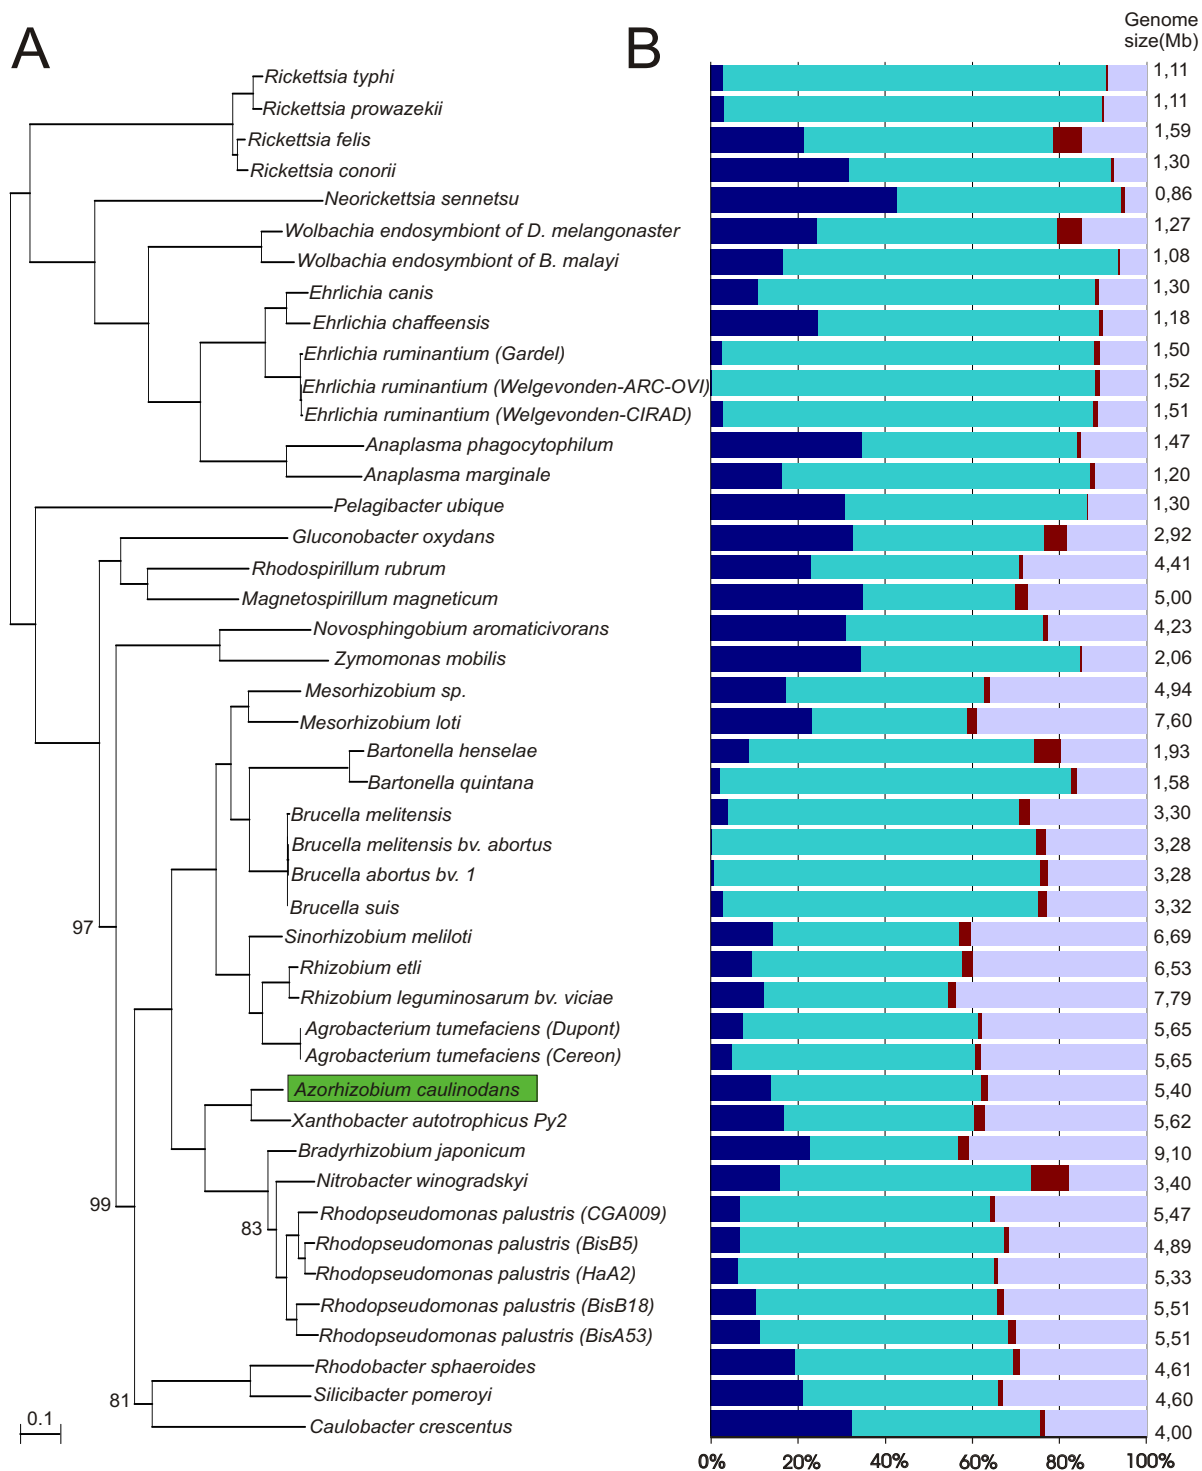 A
B
Genome
size(Mb)
Rickettsia typhi 1,11
Rickettsia prowazekii 1,11
Rickettsia felis 1,59
Rickettsia conorii 1,30
Neorickettsia sennetsu 0,86
Wolbachia endosymbiont of D. melangonaster 1,27
Wolbachia endosymbiont of B. malayi 1,08
Ehrlichia canis 1,30
Ehrlichia chaffeensis 1,18
Ehrlichia ruminantium (Gardel) 1,50
Ehrlichia ruminantium (Welgevonden-ARC-OVI) 1,52
Ehrlichia ruminantium (Welgevonden-CIRAD) 1,51
Anaplasma phagocytophilum 1,47
Anaplasma marginale 1,20
Pelagibacter ubique 1,30
Gluconobacter oxydans 2,92
Rhodospirillum rubrum 4,41
Magnetospirillum magneticum 5,00
Novosphingobium aromaticivorans 4,23
Zymomonas mobilis 2,06
Mesorhizobium sp. 4,94
Mesorhizobium loti 7,60
Bartonella henselae 1,93
Bartonella quintana 1,58
Brucella melitensis 3,30
Brucella melitensis bv. abortus 3,28
Brucella abortus bv. 1 3,28
Brucella suis 3,32
97
Sinorhizobium meliloti 6,69
Rhizobium etli 6,53
Rhizobium leguminosarum bv. viciae 7,79
Agrobacterium tumefaciens (Dupont) 5,65
Agrobacterium tumefaciens (Cereon) 5,65
Azorhizobium caulinodans 5,40
Xanthobacter autotrophicus Py2 5,62
Bradyrhizobium japonicum 9,10
Nitrobacter winogradskyi 3,40
99
Rhodopseudomonas palustris (CGA009) 5,47
83
Rhodopseudomonas palustris (BisB5) 4,89
Rhodopseudomonas palustris (HaA2) 5,33
Rhodopseudomonas palustris (BisB18) 5,51
Rhodopseudomonas palustris (BisA53) 5,51
Rhodobacter sphaeroides 4,61
81
Silicibacter pomeroyi 4,60
Caulobacter crescentus 4,00
0.1
0% 20% 40% 60% 80% 100%